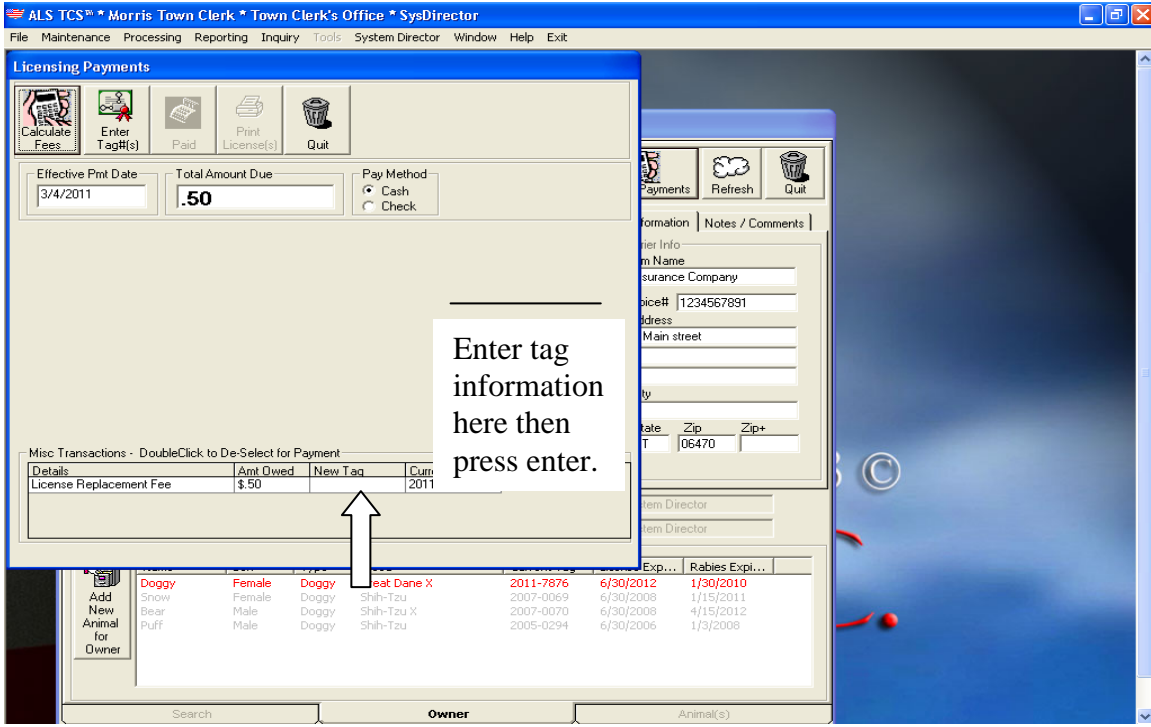 ALS TCS™ * Morris Town Clerk * Town Clerk's Office * SysDirector
File Maintenance Processing Reporting Inquiry Tools System Director Window Help Exit
Licensing Payments
Calculate Fees
Enter Tag#(s)
Paid
Print License(s)
Quit
Payments
Refresh
Quit
Effective Pmt Date
3/4/2011
Total Amount Due
.50
Pay Method
Cash
Check
Notes / Comments
Name
Company
1234567891
Main street
Zip Zip+
06470
Enter tag
information
here then
press enter.
Misc Transactions - DoubleClick to De-Select for Payment
Details Amt Owed New Tag
License Replacement Fee $.50 2011
©
Director
Director
Rabies Expi...
Doggy Female Doggy Great Dane X 2011-7876 6/30/2012 1/30/2010
Snow Female Doggy Shih-Tzu 2007-0069 6/30/2008 1/15/2011
Bear Male Doggy Shih-Tzu X 2007-0070 6/30/2008 4/15/2012
Puff Male Doggy Shih-Tzu 2005-0294 6/30/2006 1/3/2008
Add
New
Animal
for
Owner
Search Owner Animal(s)